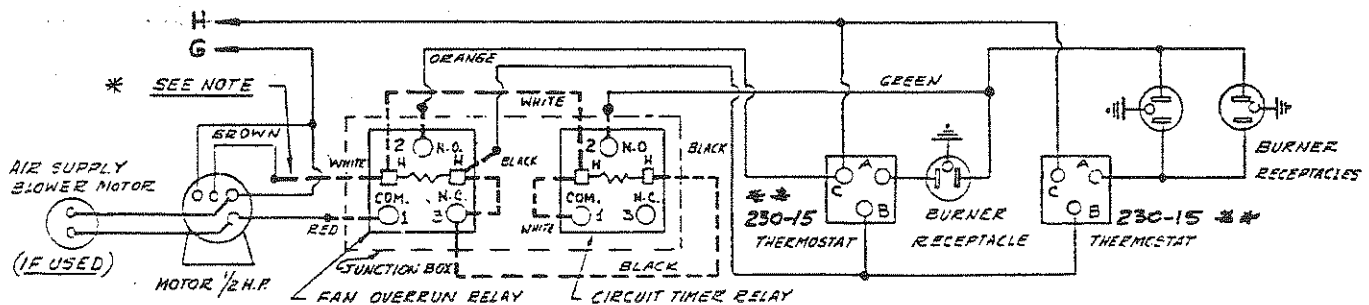 H
G
* SEE NOTE
BROWN
AIR SUPPLY
BLOWER MOTOR
(IF USED)
MOTOR 1/2 H.P.
ORANGE
WHITE
GREEN
WHITE
BLACK
BLACK
RED
WHITE
BLACK
2 N.O.
H H
COM. N.C.
1 3
2 N.O
H H
COM. N.C.
1 3
JUNCTION BOX
FAN OVERRUN RELAY
CIRCUIT TIMER RELAY
C A
B
** 230-15
THERMOSTAT
BURNER
RECEPTACLE
C A
B
230-15 **
THERMOSTAT
BURNER
RECEPTACLES
C